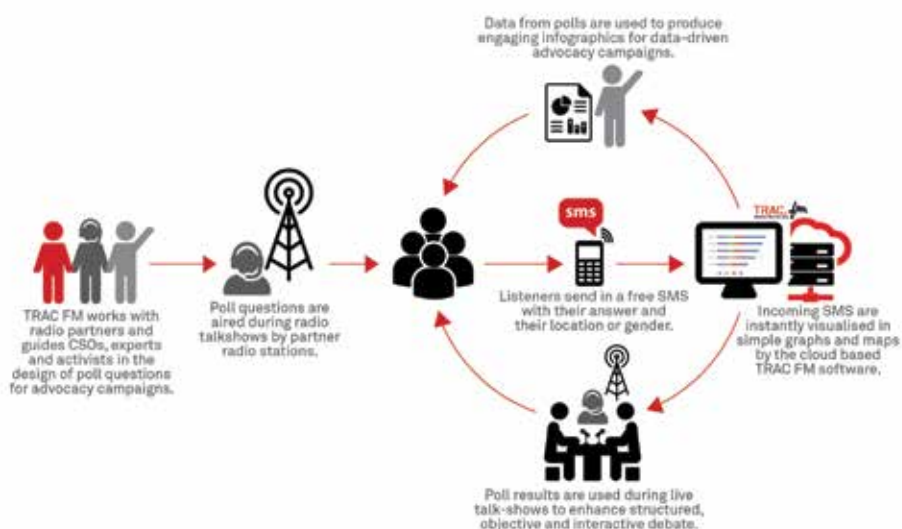 Data from polls are used to produce
engaging infographics for data-driven
advocacy campaigns.
sms
TRAC
TRAC FM works with
radio partners and
guides CSOs, experts
and activists in the
design of poll questions
for advocacy campaigns.
Poll questions are
aired during radio
talkshows by partner
radio stations.
Listeners send in a free SMS
with their answer and
their location or gender.
Incoming SMS are
instantly visualised in
simple graphs and maps
by the cloud based
TRAC FM software.
Poll results are used during live
talk-shows to enhance structured,
objective and interactive debate.